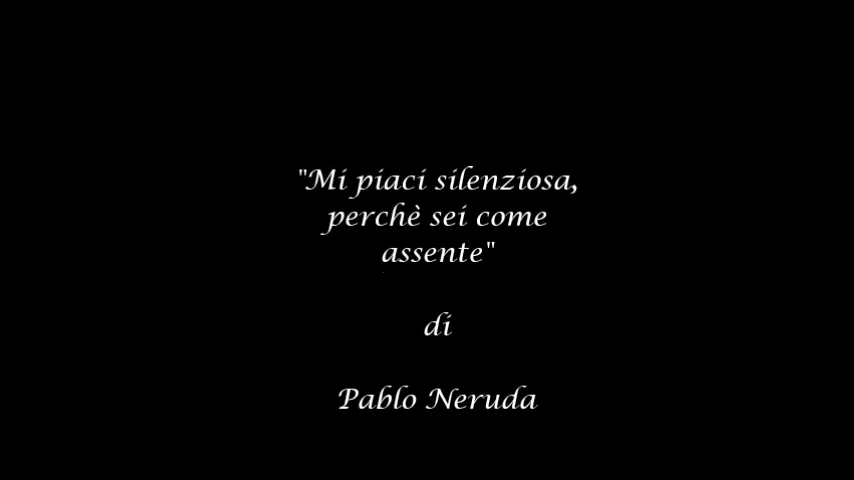 "Mi piaci silenziosa,
perchè sei come
assente"
di
Pablo Neruda